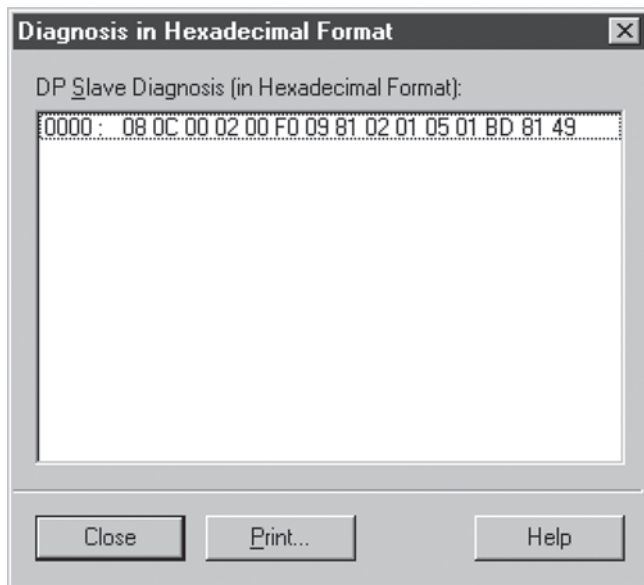 Diagnosis in Hexadecimal Format
DP Slave Diagnosis (in Hexadecimal Format):
0000 : 08 0C 00 02 00 F0 09 81 02 01 05 01 BD 81 49
Close
Print...
Help